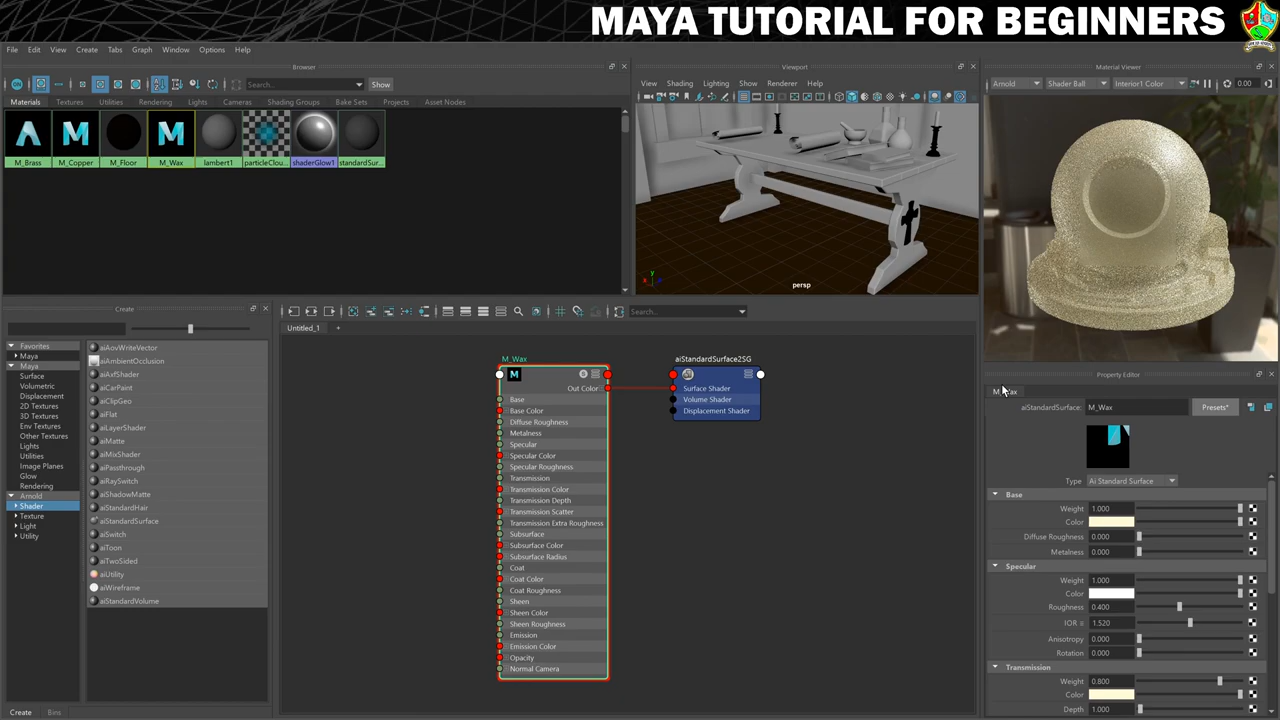 MAYA TUTORIAL FOR BEGINNERS
File Edit View Create Tabs Graph Window Options Help
Browser
Search... Show
Materials Textures Utilities Rendering Lights Cameras Shading Groups Bake Sets Projects Asset Nodes
M_Brass M_Copper M_Floor M_Wax lambert1 particleClou... shaderGlow1 standardSur...
Viewport
View Shading Lighting Show Renderer Panels
persp
Material Viewer
Arnold Shader Ball Interior1 Color 0.00
Create
Favorites
Maya
Maya
Surface
Volumetric
Displacement
2D Textures
3D Textures
Env Textures
Other Textures
Lights
Utilities
Image Planes
Glow
Rendering
Arnold
Shader
Texture
Light
Utility
aiAovWriteVector
aiAmbientOcclusion
aiAxfShader
aiCarPaint
aiClipGeo
aiFlat
aiLayerShader
aiMatte
aiMixShader
aiPassthrough
aiRaySwitch
aiShadowMatte
aiStandardHair
aiStandardSurface
aiSwitch
aiToon
aiTwoSided
aiUtility
aiWireframe
aiStandardVolume
Create Bins
Search...
Untitled_1 +
M_Wax
Out Color
Base
Base Color
Diffuse Roughness
Metalness
Specular
Specular Color
Specular Roughness
Transmission
Transmission Color
Transmission Depth
Transmission Scatter
Transmission Extra Roughness
Subsurface
Subsurface Color
Subsurface Radius
Coat
Coat Color
Coat Roughness
Sheen
Sheen Color
Sheen Roughness
Emission
Emission Color
Opacity
Normal Camera
aiStandardSurface2SG
Surface Shader
Volume Shader
Displacement Shader
Property Editor
M_Wax
aiStandardSurface: M_Wax Presets*
Type Ai Standard Surface
Base
Weight 1.000
Color
Diffuse Roughness 0.000
Metalness 0.000
Specular
Weight 1.000
Color
Roughness 0.400
IOR 1.520
Anisotropy 0.000
Rotation 0.000
Transmission
Weight 0.800
Color
Depth 1.000